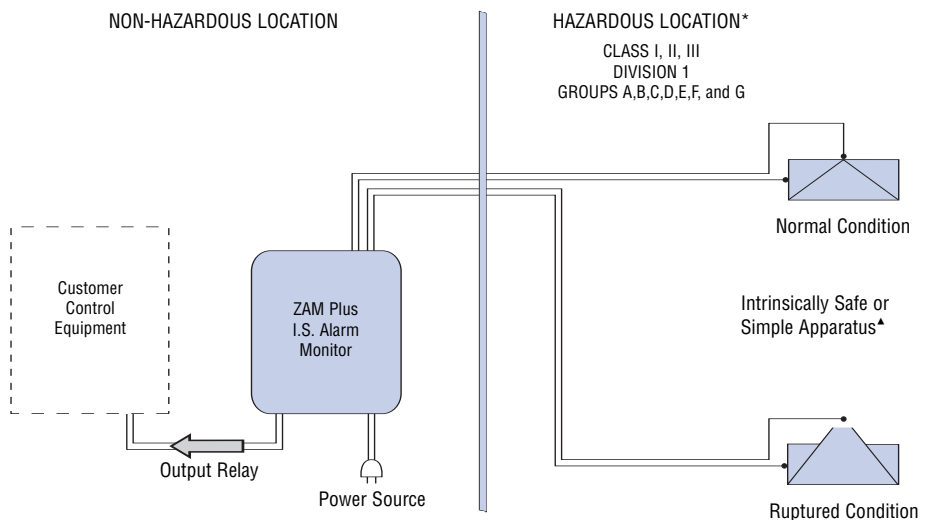 NON-HAZARDOUS LOCATION
HAZARDOUS LOCATION*
CLASS I, II, III
DIVISION 1
GROUPS A,B,C,D,E,F, and G
Normal Condition
Customer
Control
Equipment
ZAM Plus
I.S. Alarm
Monitor
Intrinsically Safe or
Simple Apparatus▲
Output Relay
Power Source
Ruptured Condition